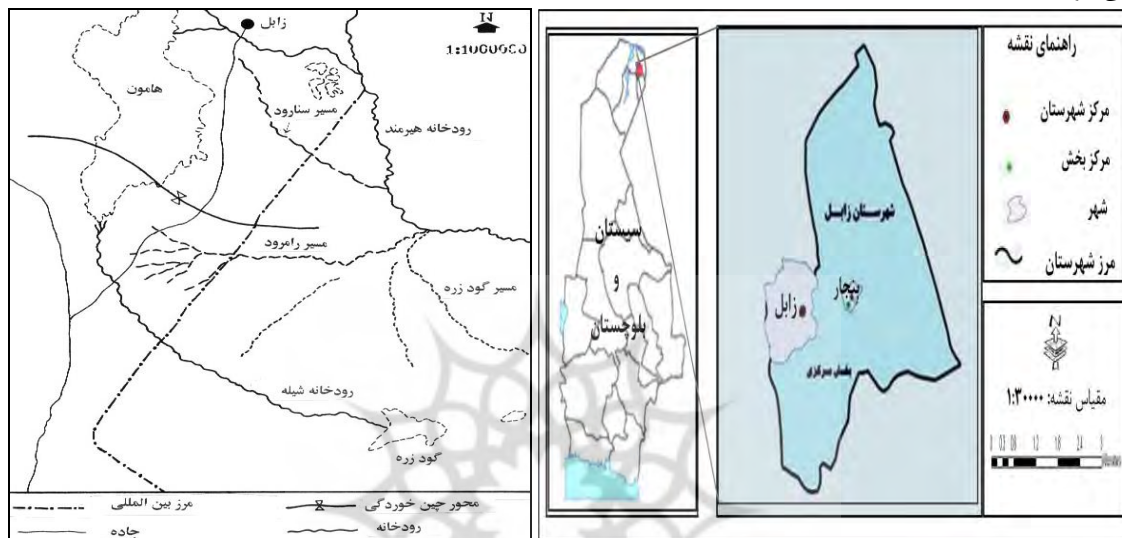 زابل
1:1000000
هامون
مسیر سنارود
رودخانه هیرمند
مسیر رامرود
مسیر گود زره
رودخانه شیله
گود زره
مرز بین المللی
محور چین خوردگی
جاده
رودخانه
سیستان
و
بلوچستان
شهرستان زابل
بنجار
زابل
بخش مرکزی
راهنمای نقشه
مرکز شهرستان
مرکز بخش
شهر
مرز شهرستان
N
مقیاس نقشه: ۱:۳۰۰۰۰